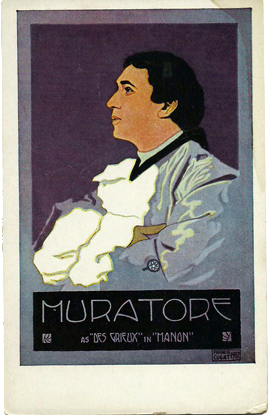 MURATORE
AS "DES GRIEUX" IN "MANON"